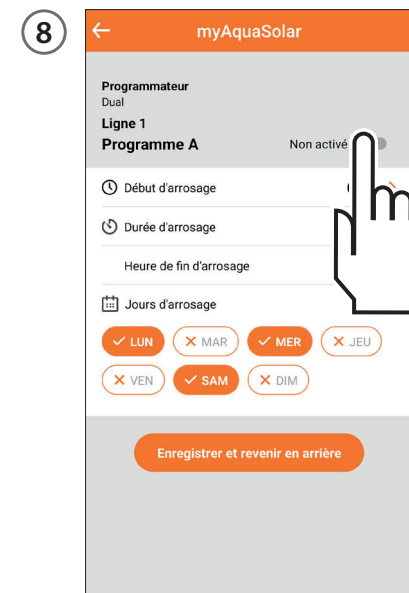 8
myAquaSolar
Programmateur
Dual
Ligne 1
Programme A
Non activé
Début d'arrosage
Durée d'arrosage
Heure de fin d'arrosage
Jours d'arrosage
LUN MAR MER JEU
VEN SAM DIM
Enregistrer et revenir en arrière